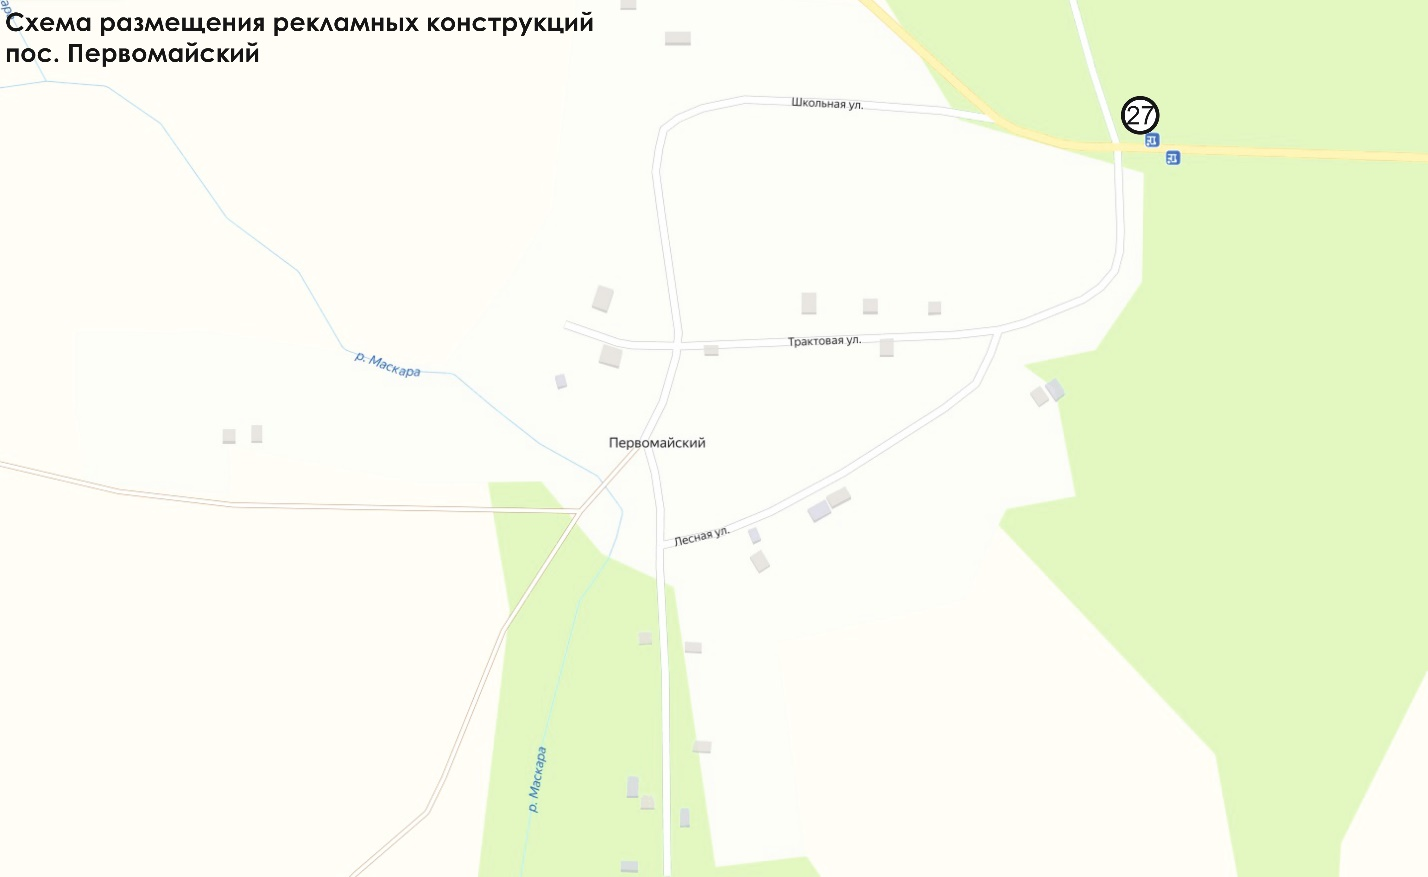 Схема размещения рекламных конструкций
пос. Первомайский
Школьная ул.
27
Трактовая ул.
р. Маскара
Первомайский
Лесная ул.
р. Маскара